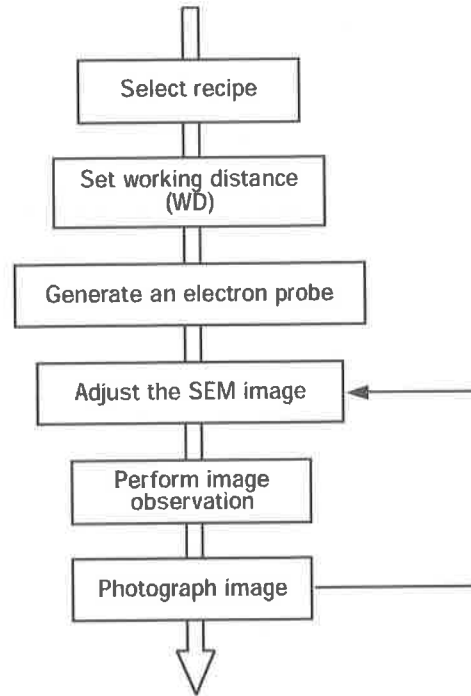 Select recipe
Set working distance
(WD)
Generate an electron probe
Adjust the SEM image
Perform image
observation
Photograph image